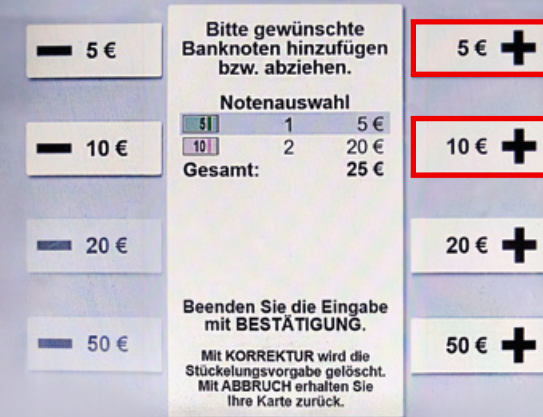 Bitte gewünschte
Banknoten hinzufügen
bzw. abziehen.
Notenauswahl
5 1 5 €
10 2 20 €
Gesamt: 25 €
Beenden Sie die Eingabe
mit BESTÄTIGUNG.
Mit KORREKTUR wird die
Stückelungsvorgabe gelöscht.
Mit ABBRUCH erhalten Sie
Ihre Karte zurück.
− 5 €
− 10 €
− 20 €
− 50 €
5 € +
10 € +
20 € +
50 € +